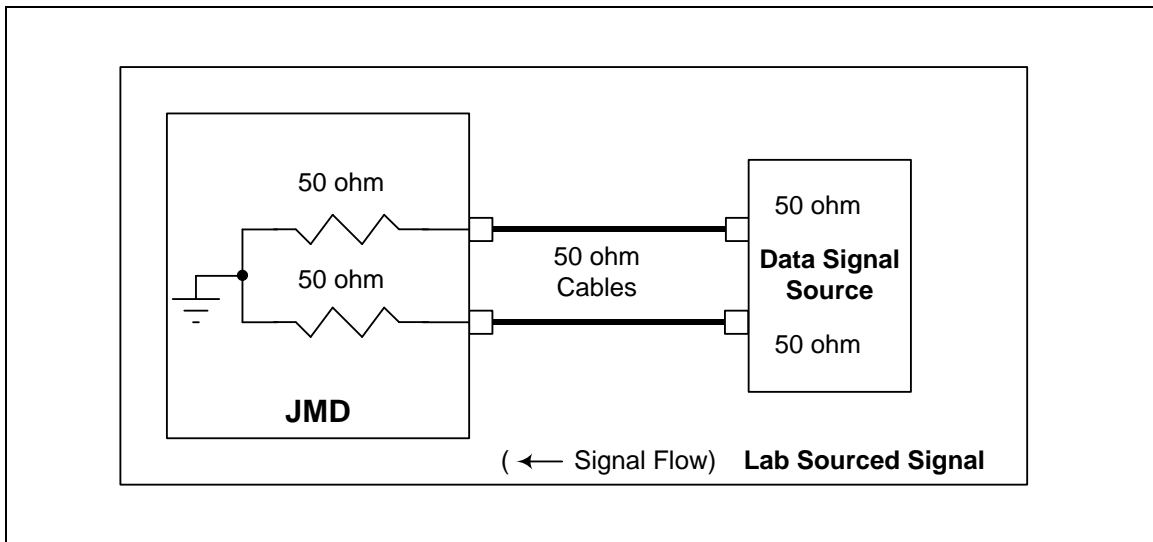 50 ohm
50 ohm
JMD
50 ohm
Cables
50 ohm
Data Signal
Source
50 ohm
( ← Signal Flow) Lab Sourced Signal